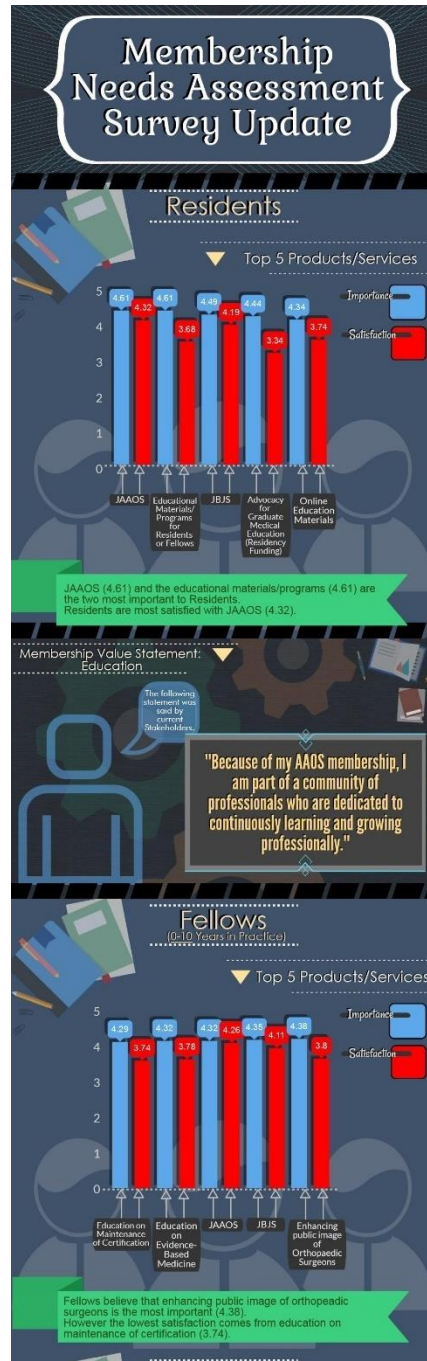 Membership
Needs Assessment
Survey Update
Residents
Top 5 Products/Services
Importance
Satisfaction
5
4
3
2
1
0
4.61
4.32
4.61
3.68
4.49
4.19
4.44
3.34
4.34
3.74
JAAOS
Educational
Materials/
Programs
for
Residents
or Fellows
JBJS
Advocacy
for
Graduate
Medical
Education
(Residency
Funding)
Online
Education
Materials
JAAOS (4.61) and the educational materials/programs (4.61) are
the two most important to Residents.
Residents are most satisfied with JAAOS (4.32).
Membership Value Statement:
Education
The following
statement was
said by
current
Stakeholders,
"Because of my AAOS membership, I
am part of a community of
professionals who are dedicated to
continuously learning and growing
professionally."
Fellows
(0-10 Years in Practice)
Top 5 Products/Services
Importance
Satisfaction
5
4
3
2
1
0
4.29
3.74
4.32
3.78
4.32
4.26
4.35
4.11
4.38
3.8
Education on
Maintenance
of Certification
Education
on
Evidence-
Based
Medicine
JAAOS
JBJS
Enhancing
public image
of
Orthopaedic
Surgeons
Fellows believe that enhancing public image of orthopeadic
surgeons is the most important (4.38).
However the lowest satisfaction comes from education on
maintenance of certification (3.74).